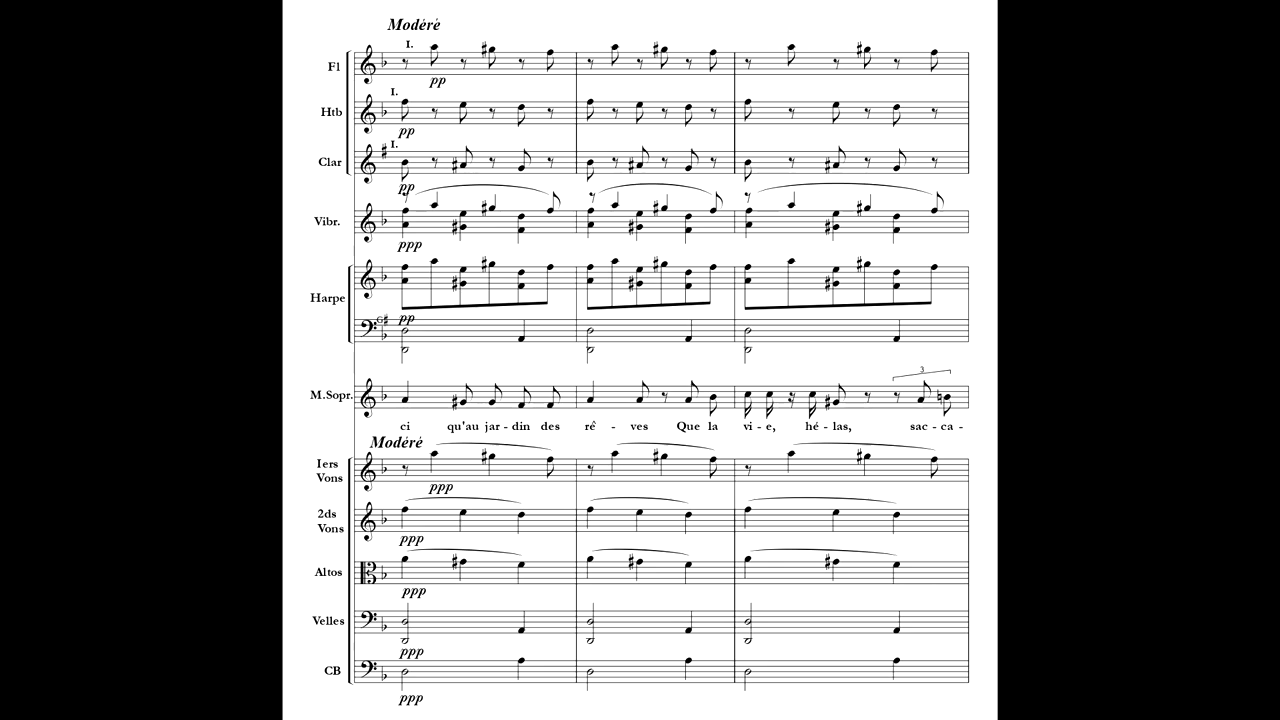 Modéré
I.
Fl
pp
I.
Htb
pp
I.
Clar
pp
Vibr.
ppp
Harpe
pp
G#
3
M.Sopr.
ci qu'au jar - din des rê - ves Que la vi - e, hé - las, sac - ca -
Modéré
Iers
Vons
ppp
2ds
Vons
ppp
Altos
ppp
Velles
ppp
CB
ppp